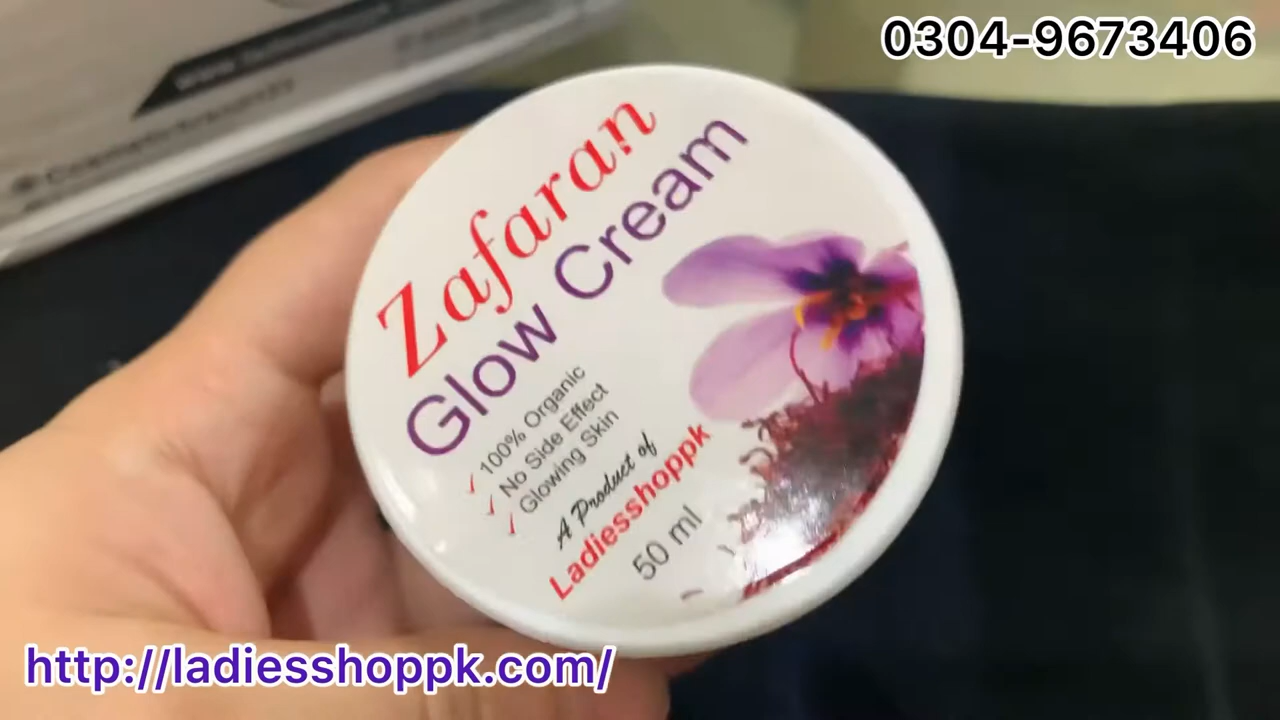 0304-9673406
Zafaran
Glow Cream
✓ 100% Organic
✓ No Side Effect
✓ Glowing Skin
A Product of
Ladiesshoppk
50 ml
http://ladiesshoppk.com/